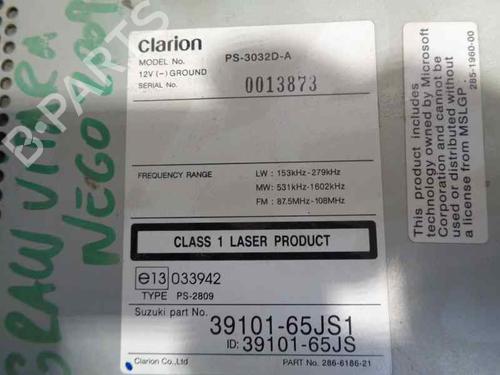 Clarion
MODEL No. PS-3032D-A
12V (−) GROUND
SERIAL No. 0013873
FREQUENCY RANGE LW : 153kHz-279kHz
MW: 531kHz-1602kHz
FM : 87.5MHz-108MHz
CLASS 1 LASER PRODUCT
e13 033942
TYPE PS-2809
Suzuki part No. 39101-65JS1
ID: 39101-65JS
Clarion Co.,Ltd PART No. 286-6186-21
This product includes
technology owned by Microsoft
Corporation and cannot be
used or distributed without
a license from MSLGP.
285-1960-00
GRAW VITARA
NEGO
B-PARTS